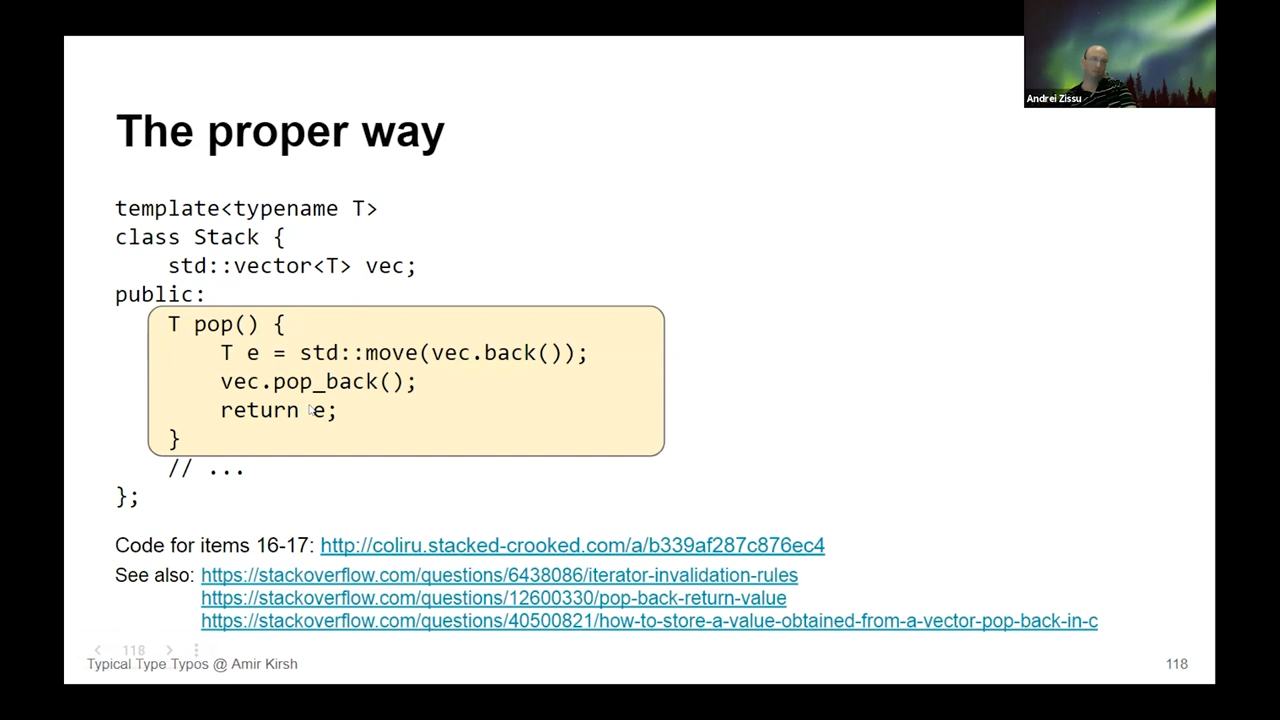 Andrei Zissu
The proper way
template<typename T>
class Stack {
    std::vector<T> vec;
public:
    T pop() {
        T e = std::move(vec.back());
        vec.pop_back();
        return e;
    }
    // ...
};
Code for items 16-17: http://coliru.stacked-crooked.com/a/b339af287c876ec4
See also: https://stackoverflow.com/questions/6438086/iterator-invalidation-rules
https://stackoverflow.com/questions/12600330/pop-back-return-value
https://stackoverflow.com/questions/40500821/how-to-store-a-value-obtained-from-a-vector-pop-back-in-c
118
Typical Type Typos @ Amir Kirsh 118